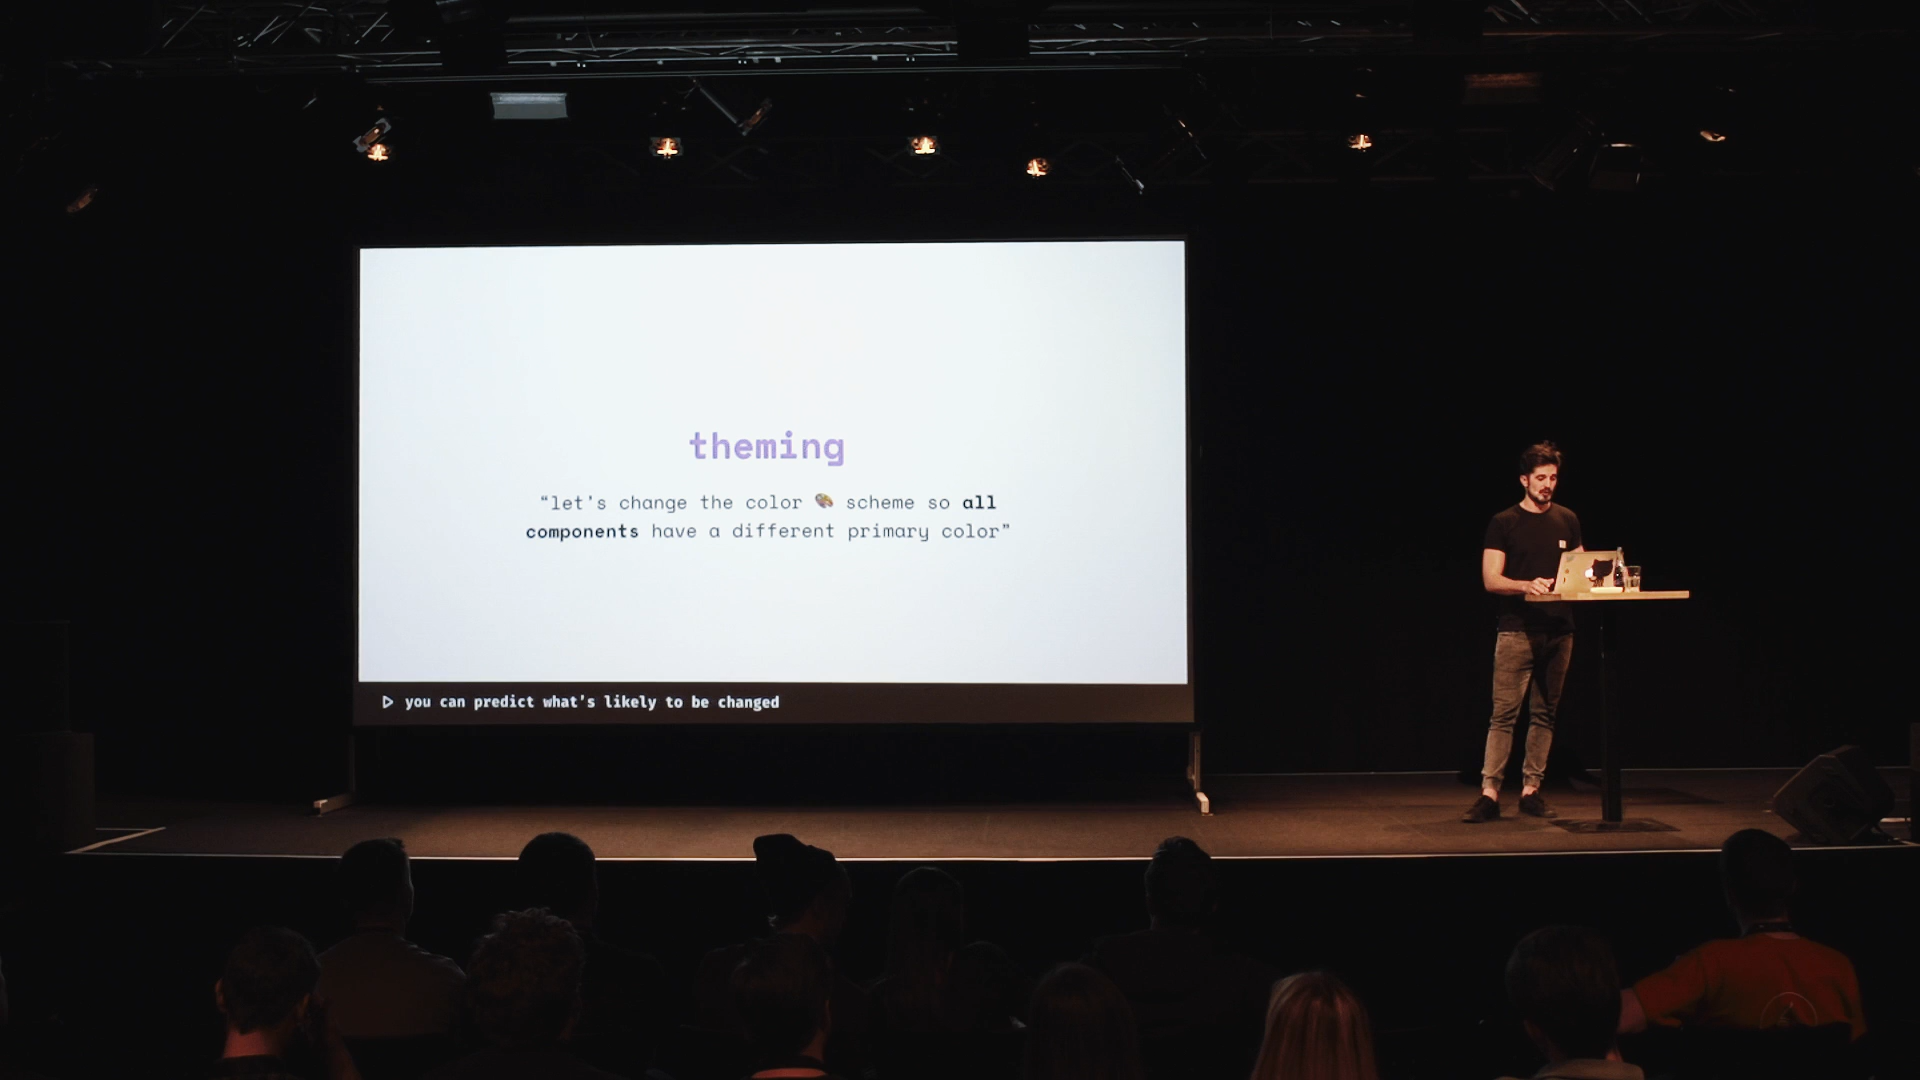 theming
“let’s change the color 🎨 scheme so all
components have a different primary color”
▷ you can predict what’s likely to be changed